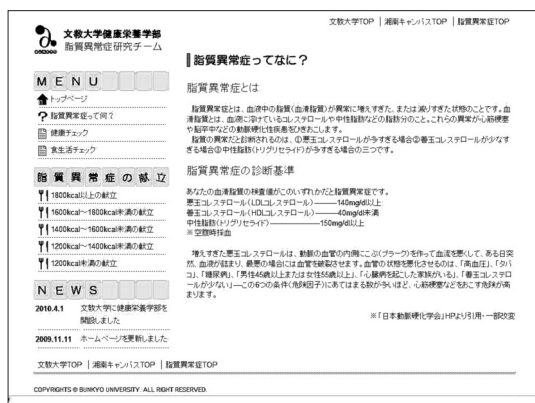 文教大学健康栄養学部
脂質異常症研究チーム
文教大学TOP │湘南キャンパスTOP │脂質異常症TOP
MENU
トップページ
脂質異常症って何?
健康チェック
食生活チェック
脂質異常症の献立
1800kcal以上の献立
1600kcal〜1800kcal未満の献立
1400kcal〜1600kcal未満の献立
1200kcal〜1400kcal未満の献立
1200kcal未満の献立
NEWS
2010.4.1 文教大学に健康栄養学部を
開設しました
2009.11.11 ホームページを更新しました
脂質異常症ってなに?
脂質異常症とは
脂質異常症とは、血液中の脂質(血清脂質)が異常に増えすぎた、または減りすぎた状態のことです。血
清脂質とは、血液に溶けているコレステロールや中性脂肪などの脂肪分のこと。これらの異常が心筋梗塞
や脳卒中などの動脈硬化性疾患をひきおこします。
脂質の異常だと診断されるのは、①悪玉コレステロールが多すぎる場合②善玉コレステロールが少なす
ぎる場合③中性脂肪(トリグリセライド)が多すぎる場合の三つです。
脂質異常症の診断基準
あなたの血清脂質の検査値がこのいずれかだと脂質異常症です。
悪玉コレステロール(LDLコレステロール)―――140mg/dl以上
善玉コレステロール(HDLコレステロール)―――40mg/dl未満
中性脂肪(トリグリセライド)―――150mg/dl以上
※空腹時採血
増えすぎた悪玉コレステロールは、動脈の血管の内側にこぶ(プラーク)を作って血流を悪くして、ある日突
然、血液が詰まり、最悪の場合には血管を破裂させます。血管の状態を悪化させるのは、「高血圧」、「タバ
コ」、「糖尿病」、「男性45歳以上または女性55歳以上」、「心臓病を起こした家族がいる」、「善玉コレステロ
ールが少ない」―この6つの条件(危険因子)にあてはまる数が多いほど、心筋梗塞などをおこす危険が高
まります。
※「日本動脈硬化学会」HPより引用・一部改変
文教大学TOP │湘南キャンパスTOP │脂質異常症TOP
COPYRIGHTS © BUNKYO UNIVERSITY. ALL RIGHT RESERVED.